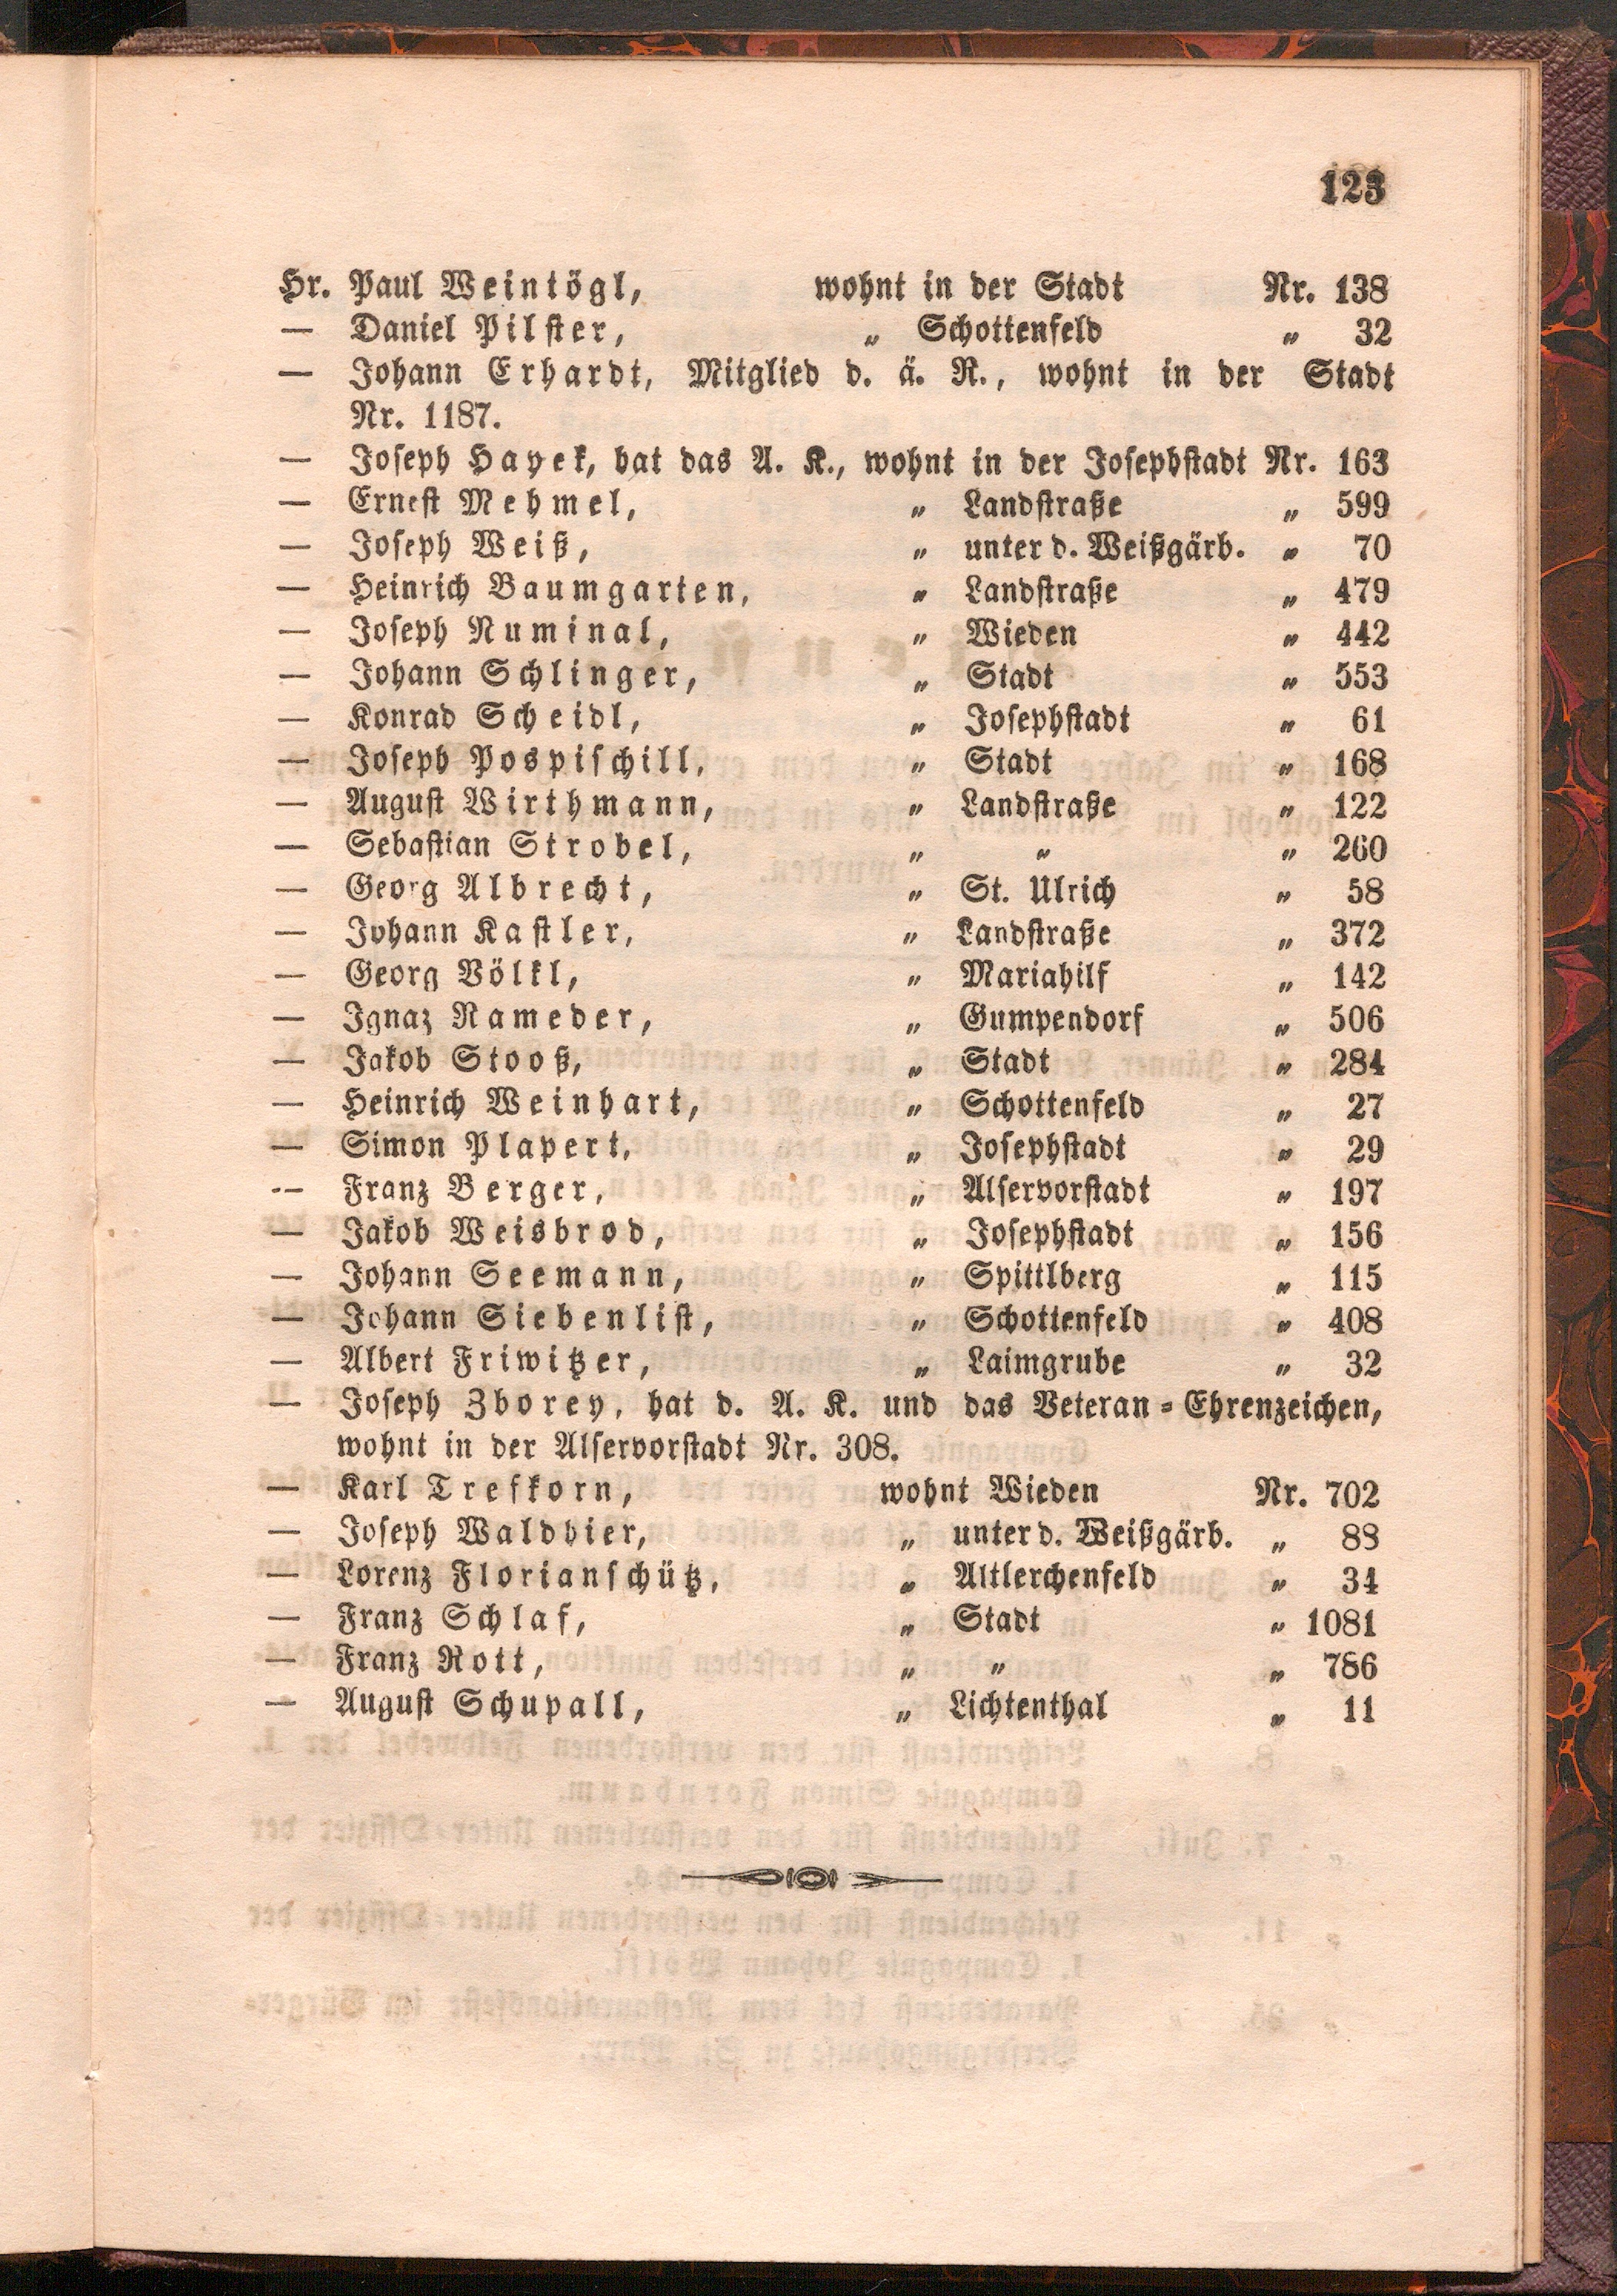 123
Hr. Paul Weintögl, wohnt in der Stadt Nr. 138
— Daniel Pilster, „ Schottenfeld „ 32
— Johann Erhardt, Mitglied d. ä. R., wohnt in der Stadt
Nr. 1187.
— Joseph Hayek, hat das A. K., wohnt in der Josephstadt Nr. 163
— Ernest Mehmel, „ Landstraße „ 599
— Joseph Weiß, „ unter d. Weißgärb. „ 70
— Heinrich Baumgarten, „ Landstraße „ 479
— Joseph Numinal, „ Wieden „ 442
— Johann Schlinger, „ Stadt „ 553
— Konrad Scheidl, „ Josephstadt „ 61
— Joseph Pospischill, „ Stadt „ 168
— August Wirthmann, „ Landstraße „ 122
— Sebastian Strobel, „ „ „ 260
— Georg Albrecht, „ St. Ulrich „ 58
— Johann Kastler, „ Landstraße „ 372
— Georg Völkl, „ Mariahilf „ 142
— Ignaz Rameder, „ Gumpendorf „ 506
— Jakob Stooß, „ Stadt „ 284
— Heinrich Weinhart, „ Schottenfeld „ 27
— Simon Plapert, „ Josephstadt „ 29
— Franz Berger, „ Alservorstadt „ 197
— Jakob Weisbrod, „ Josephstadt „ 156
— Johann Seemann, „ Spittlberg „ 115
— Johann Siebenlist, „ Schottenfeld „ 408
— Albert Friwitzer, „ Laimgrube „ 32
— Joseph Zborey, hat d. A. K. und das Veteran-Ehrenzeichen,
wohnt in der Alservorstadt Nr. 308.
— Karl Trefkorn, wohnt Wieden Nr. 702
— Joseph Waldhier, „ unter d. Weißgärb. „ 88
— Lorenz Florianschütz, „ Altlerchenfeld „ 34
— Franz Schlaf, „ Stadt „ 1081
— Franz Rott, „ „ „ 786
— August Schupall, „ Lichtenthal „ 11